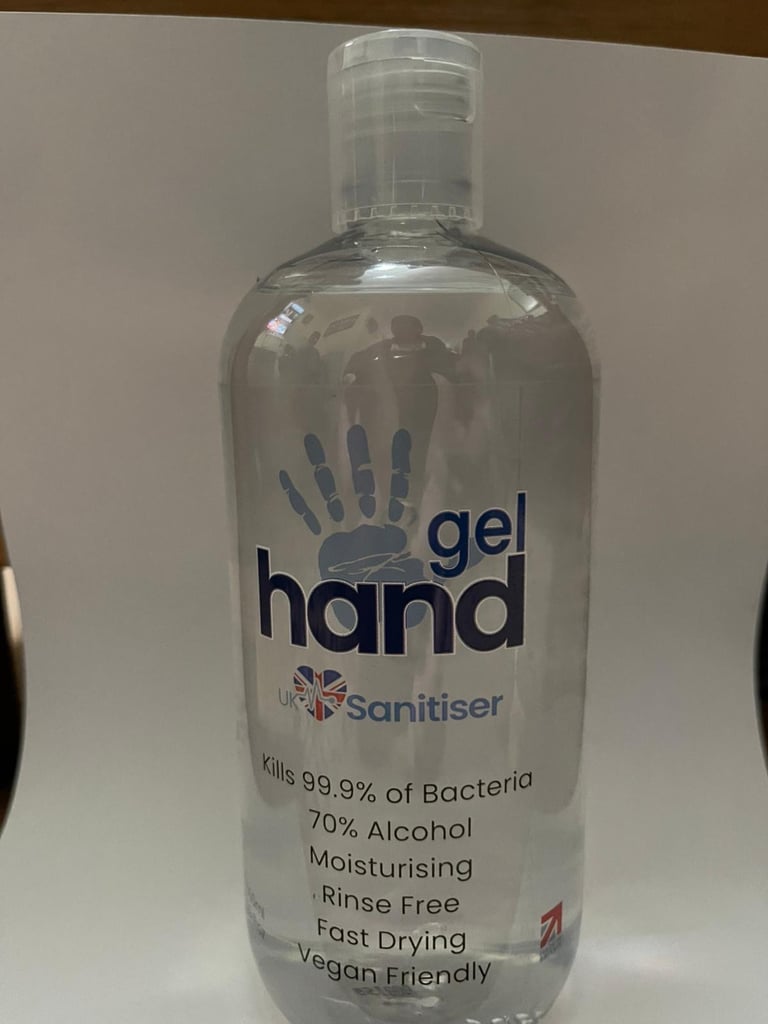 gel
hand
UK Sanitiser
Kills 99.9% of Bacteria
70% Alcohol
Moisturising
Rinse Free
Fast Drying
Vegan Friendly